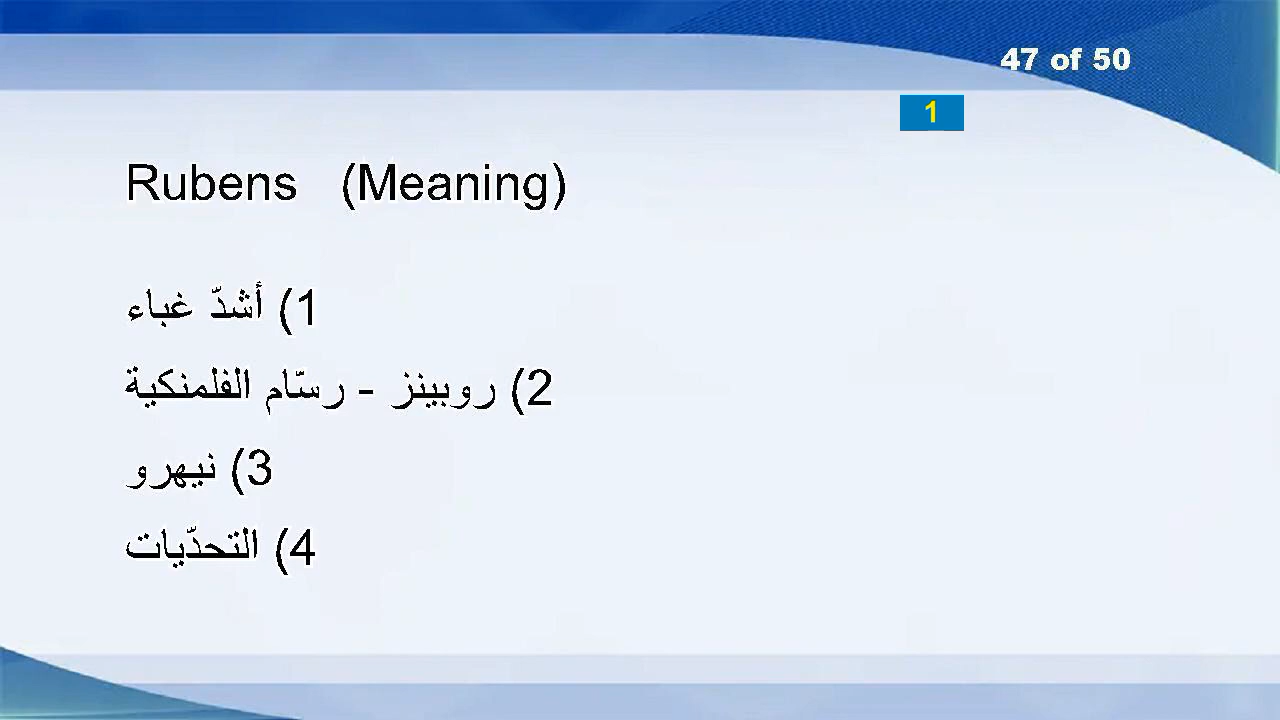 47 of 50
1
Rubens (Meaning)
1) أشدّ غباء
2) روبينز - رسّام الفلمنكية
3) نيهرو
4) التحدّيات